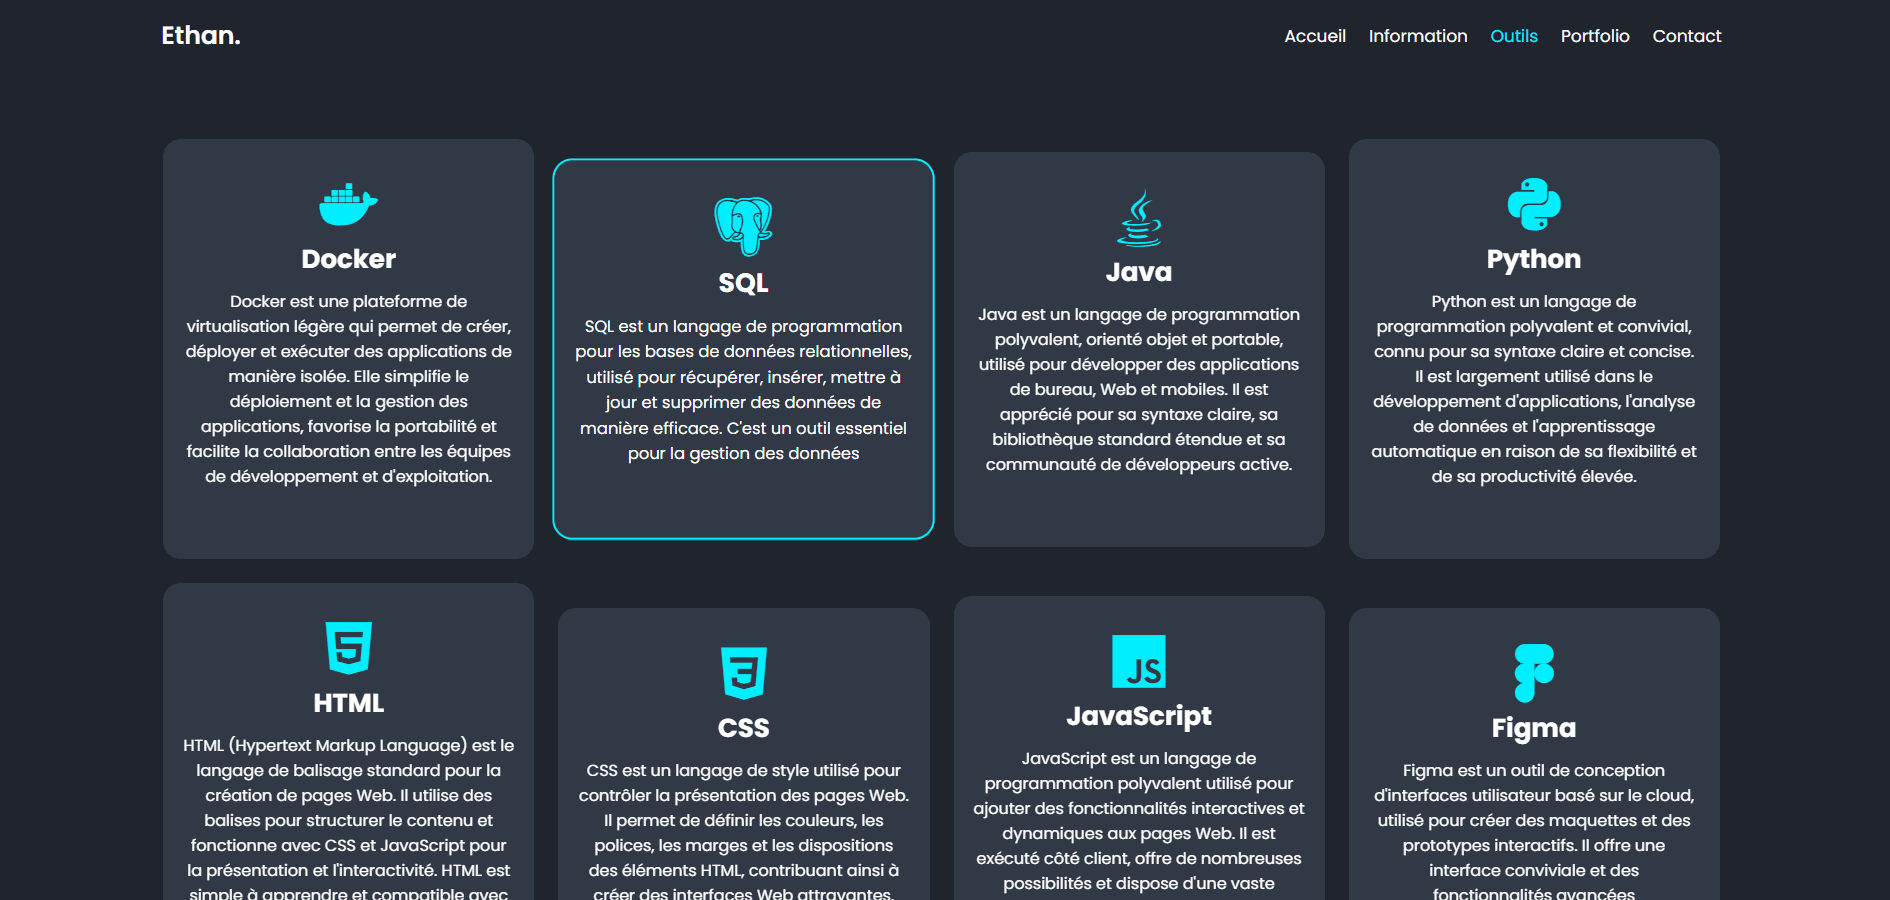 Ethan.
Accueil Information Outils Portfolio Contact
Docker
Docker est une plateforme de
virtualisation légère qui permet de créer,
déployer et exécuter des applications de
manière isolée. Elle simplifie le
déploiement et la gestion des
applications, favorise la portabilité et
facilite la collaboration entre les équipes
de développement et d'exploitation.
SQL
SQL est un langage de programmation
pour les bases de données relationnelles,
utilisé pour récupérer, insérer, mettre à
jour et supprimer des données de
manière efficace. C'est un outil essentiel
pour la gestion des données
Java
Java est un langage de programmation
polyvalent, orienté objet et portable,
utilisé pour développer des applications
de bureau, Web et mobiles. Il est
apprécié pour sa syntaxe claire, sa
bibliothèque standard étendue et sa
communauté de développeurs active.
Python
Python est un langage de
programmation polyvalent et convivial,
connu pour sa syntaxe claire et concise.
Il est largement utilisé dans le
développement d'applications, l'analyse
de données et l'apprentissage
automatique en raison de sa flexibilité et
de sa productivité élevée.
5
HTML
HTML (Hypertext Markup Language) est le
langage de balisage standard pour la
création de pages Web. Il utilise des
balises pour structurer le contenu et
fonctionne avec CSS et JavaScript pour
la présentation et l'interactivité. HTML est
simple à apprendre et compatible avec
3
CSS
CSS est un langage de style utilisé pour
contrôler la présentation des pages Web.
Il permet de définir les couleurs, les
polices, les marges et les dispositions
des éléments HTML, contribuant ainsi à
créer des interfaces Web attrayantes.
JS
JavaScript
JavaScript est un langage de
programmation polyvalent utilisé pour
ajouter des fonctionnalités interactives et
dynamiques aux pages Web. Il est
exécuté côté client, offre de nombreuses
possibilités et dispose d'une vaste
Figma
Figma est un outil de conception
d'interfaces utilisateur basé sur le cloud,
utilisé pour créer des maquettes et des
prototypes interactifs. Il offre une
interface conviviale et des
fonctionnalités avancées